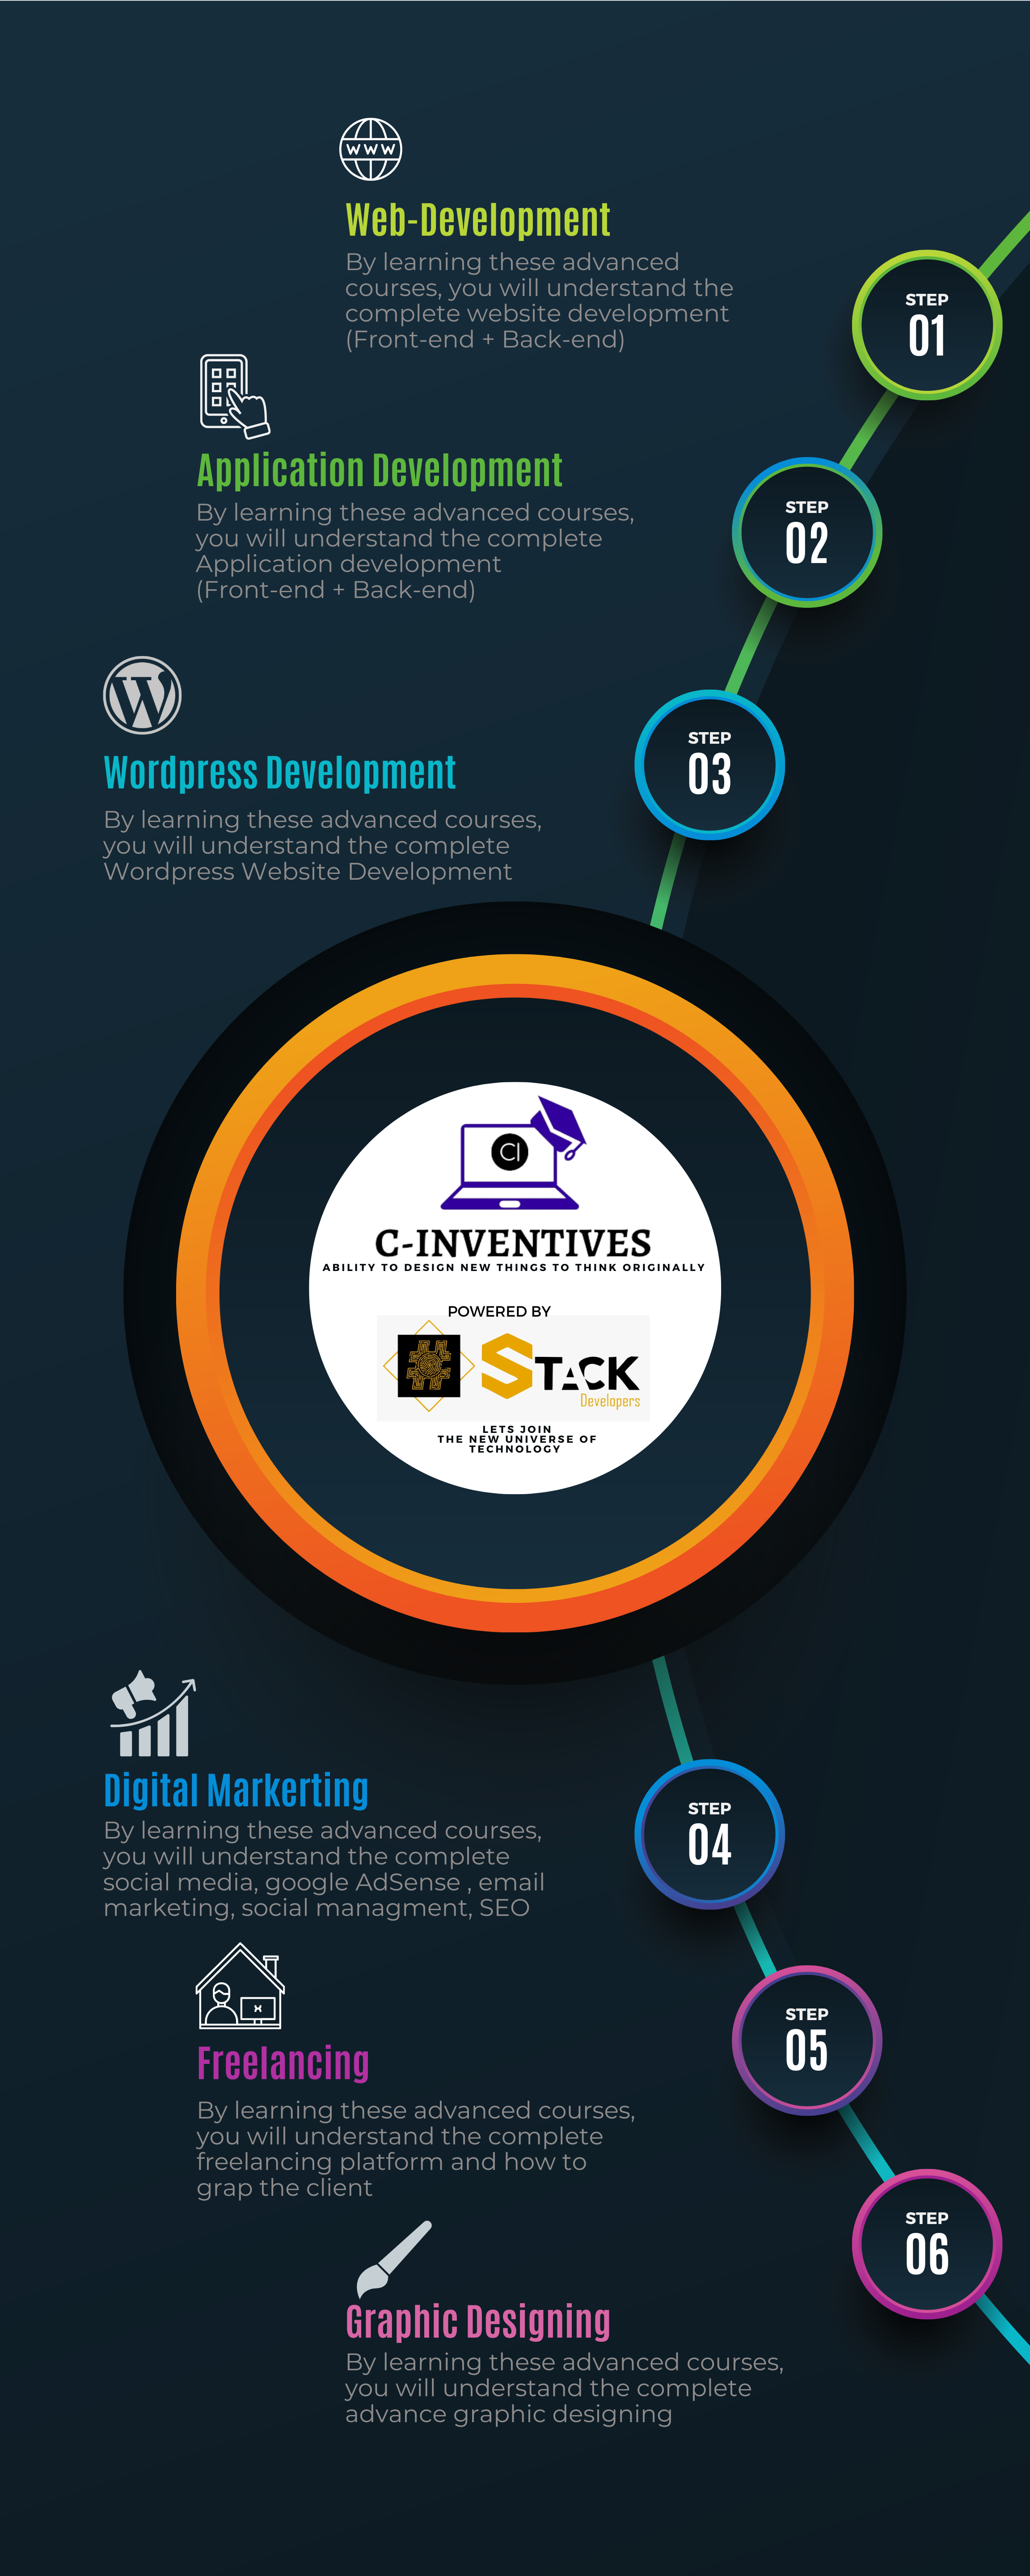 WWW
Web-Development
By learning these advanced
courses, you will understand the
complete website development
(Front-end + Back-end)
STEP
01
Application Development
By learning these advanced courses,
you will understand the complete
Application development
(Front-end + Back-end)
STEP
02
W
Wordpress Development
By learning these advanced courses,
you will understand the complete
Wordpress Website Development
STEP
03
CI
C-INVENTIVES
ABILITY TO DESIGN NEW THINGS TO THINK ORIGINALLY
POWERED BY
STACK
Developers
LETS JOIN
THE NEW UNIVERSE OF
TECHNOLOGY
Digital Markerting
By learning these advanced courses,
you will understand the complete
social media, google AdSense , email
marketing, social managment, SEO
STEP
04
Freelancing
By learning these advanced courses,
you will understand the complete
freelancing platform and how to
grap the client
STEP
05
Graphic Designing
By learning these advanced courses,
you will understand the complete
advance graphic designing
STEP
06